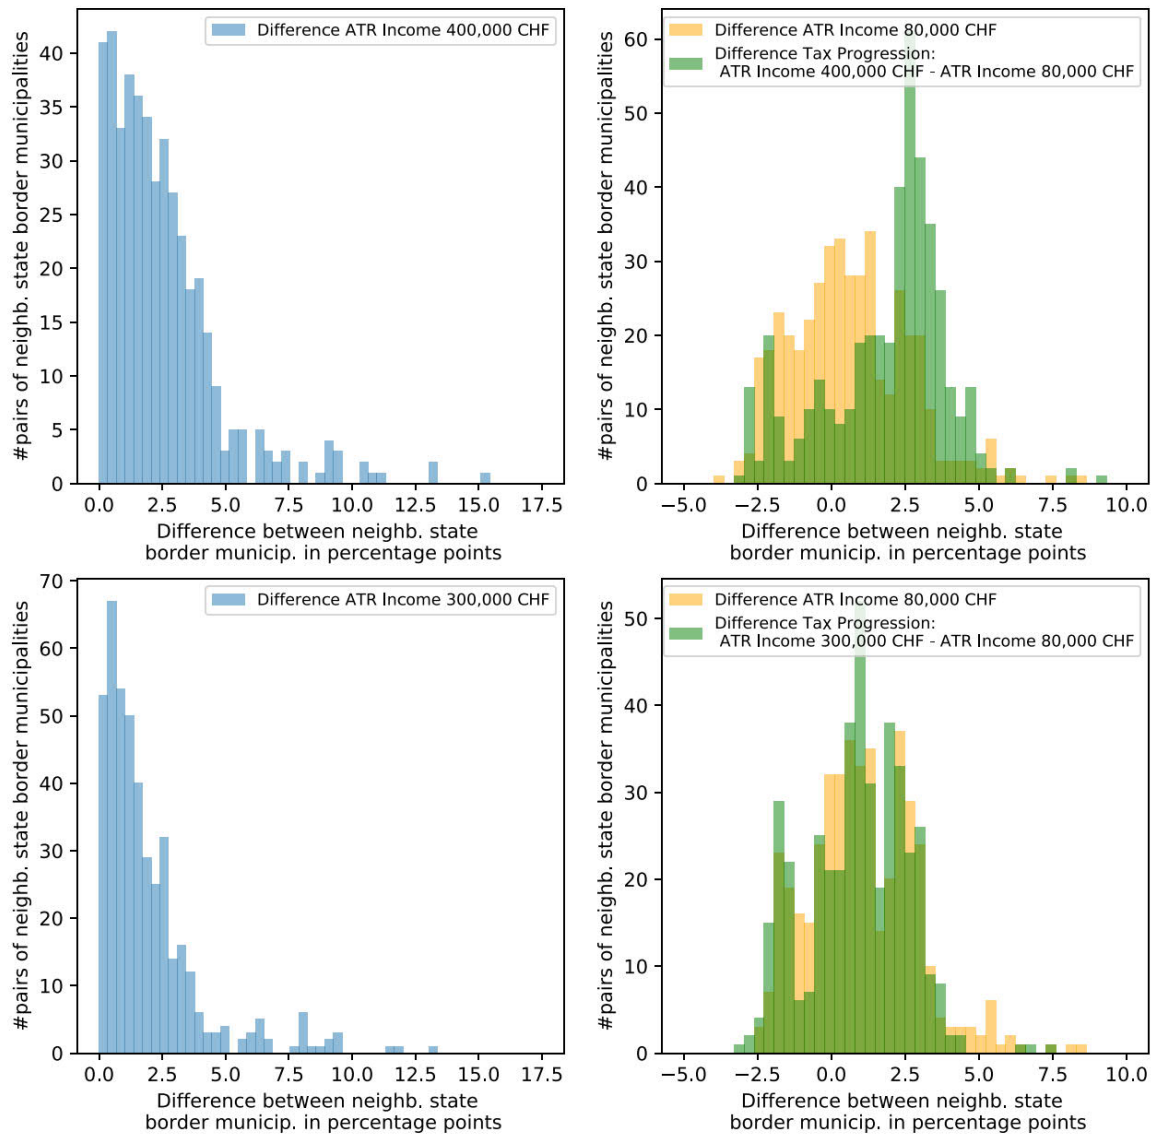 Difference ATR Income 400,000 CHF
#pairs of neighb. state border municipalities
40
35
30
25
20
15
10
5
0
0.0 2.5 5.0 7.5 10.0 12.5 15.0 17.5
Difference between neighb. state
border municip. in percentage points
Difference ATR Income 80,000 CHF
Difference Tax Progression:
ATR Income 400,000 CHF - ATR Income 80,000 CHF
#pairs of neighb. state border municipalities
60
50
40
30
20
10
0
−5.0 −2.5 0.0 2.5 5.0 7.5 10.0
Difference between neighb. state
border municip. in percentage points
Difference ATR Income 300,000 CHF
#pairs of neighb. state border municipalities
70
60
50
40
30
20
10
0
0.0 2.5 5.0 7.5 10.0 12.5 15.0 17.5
Difference between neighb. state
border municip. in percentage points
Difference ATR Income 80,000 CHF
Difference Tax Progression:
ATR Income 300,000 CHF - ATR Income 80,000 CHF
#pairs of neighb. state border municipalities
50
40
30
20
10
0
−5.0 −2.5 0.0 2.5 5.0 7.5 10.0
Difference between neighb. state
border municip. in percentage points